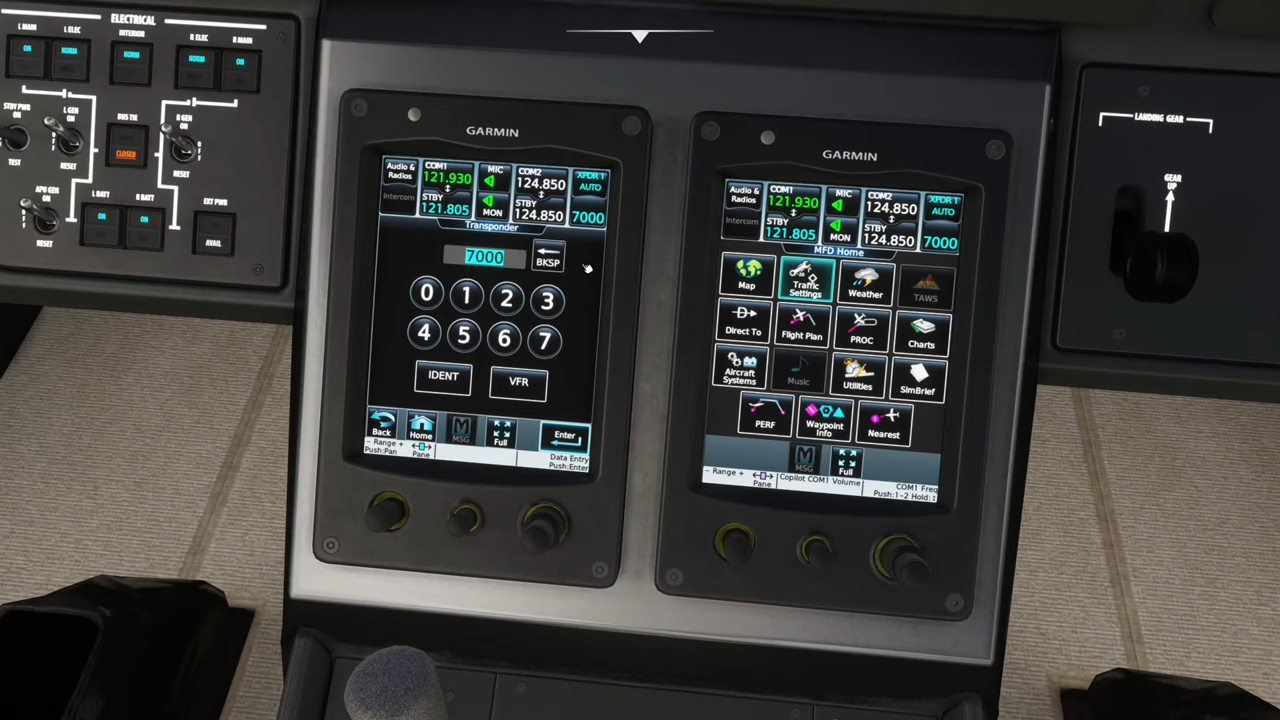 ELECTRICAL
L MAIN
L ELEC
INTERIOR
R ELEC
R MAIN
ON
NORM
NORM
NORM
ON
STBY PWR
ON
L GEN
ON
BUS TIE
R GEN
ON
OFF
OFF
TEST
RESET
CLOSED
RESET
APU GEN
ON
L BATT
R BATT
EXT PWR
OFF
ON
ON
AVAIL
RESET
GARMIN
Audio & Radios
Intercom
COM1
121.930
STBY
121.805
MIC
MON
COM2
124.850
STBY
124.850
XPDR 1
AUTO
7000
Transponder
7000
BKSP
0 1 2 3
4 5 6 7
IDENT
VFR
Back
Home
MSG
Full
Enter
- Range +
Push:Pan
Pane
Data Entry
Push:Enter
GARMIN
Audio & Radios
Intercom
COM1
121.930
STBY
121.805
MIC
MON
COM2
124.850
STBY
124.850
XPDR 1
AUTO
7000
MFD Home
Map
Traffic Settings
Weather
TAWS
Direct To
Flight Plan
PROC
Charts
Aircraft Systems
Music
Utilities
SimBrief
PERF
Waypoint Info
Nearest
MSG
Full
- Range +
Pane
Copilot COM1 Volume
COM1 Freq
Push:1-2 Hold:↕
LANDING GEAR
GEAR UP